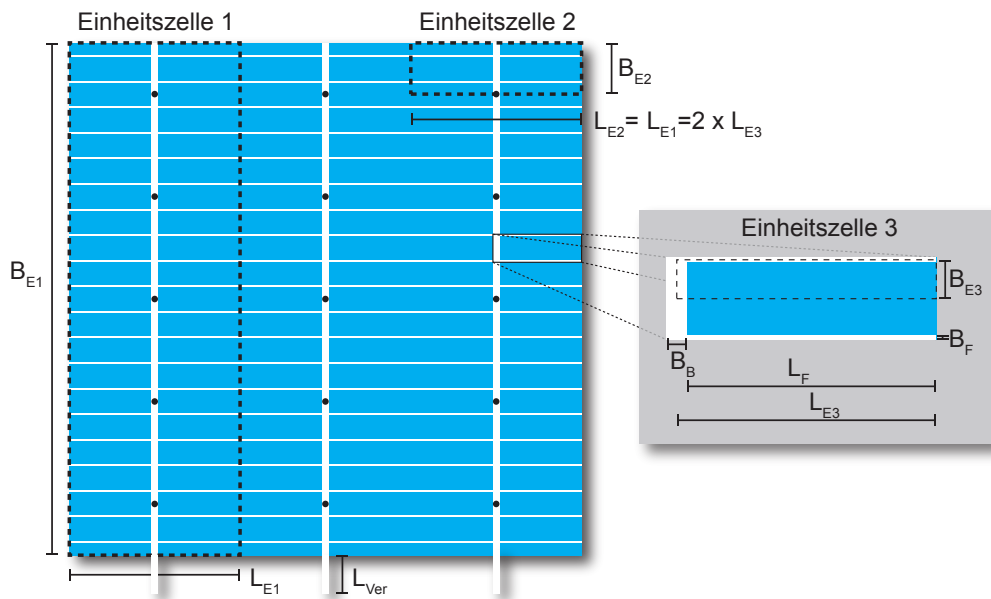 Einheitszelle 1
Einheitszelle 2
B_E2
L_E2= L_E1=2 x L_E3
B_E1
Einheitszelle 3
B_E3
B_F
B_B
L_F
L_E3
L_E1
L_Ver